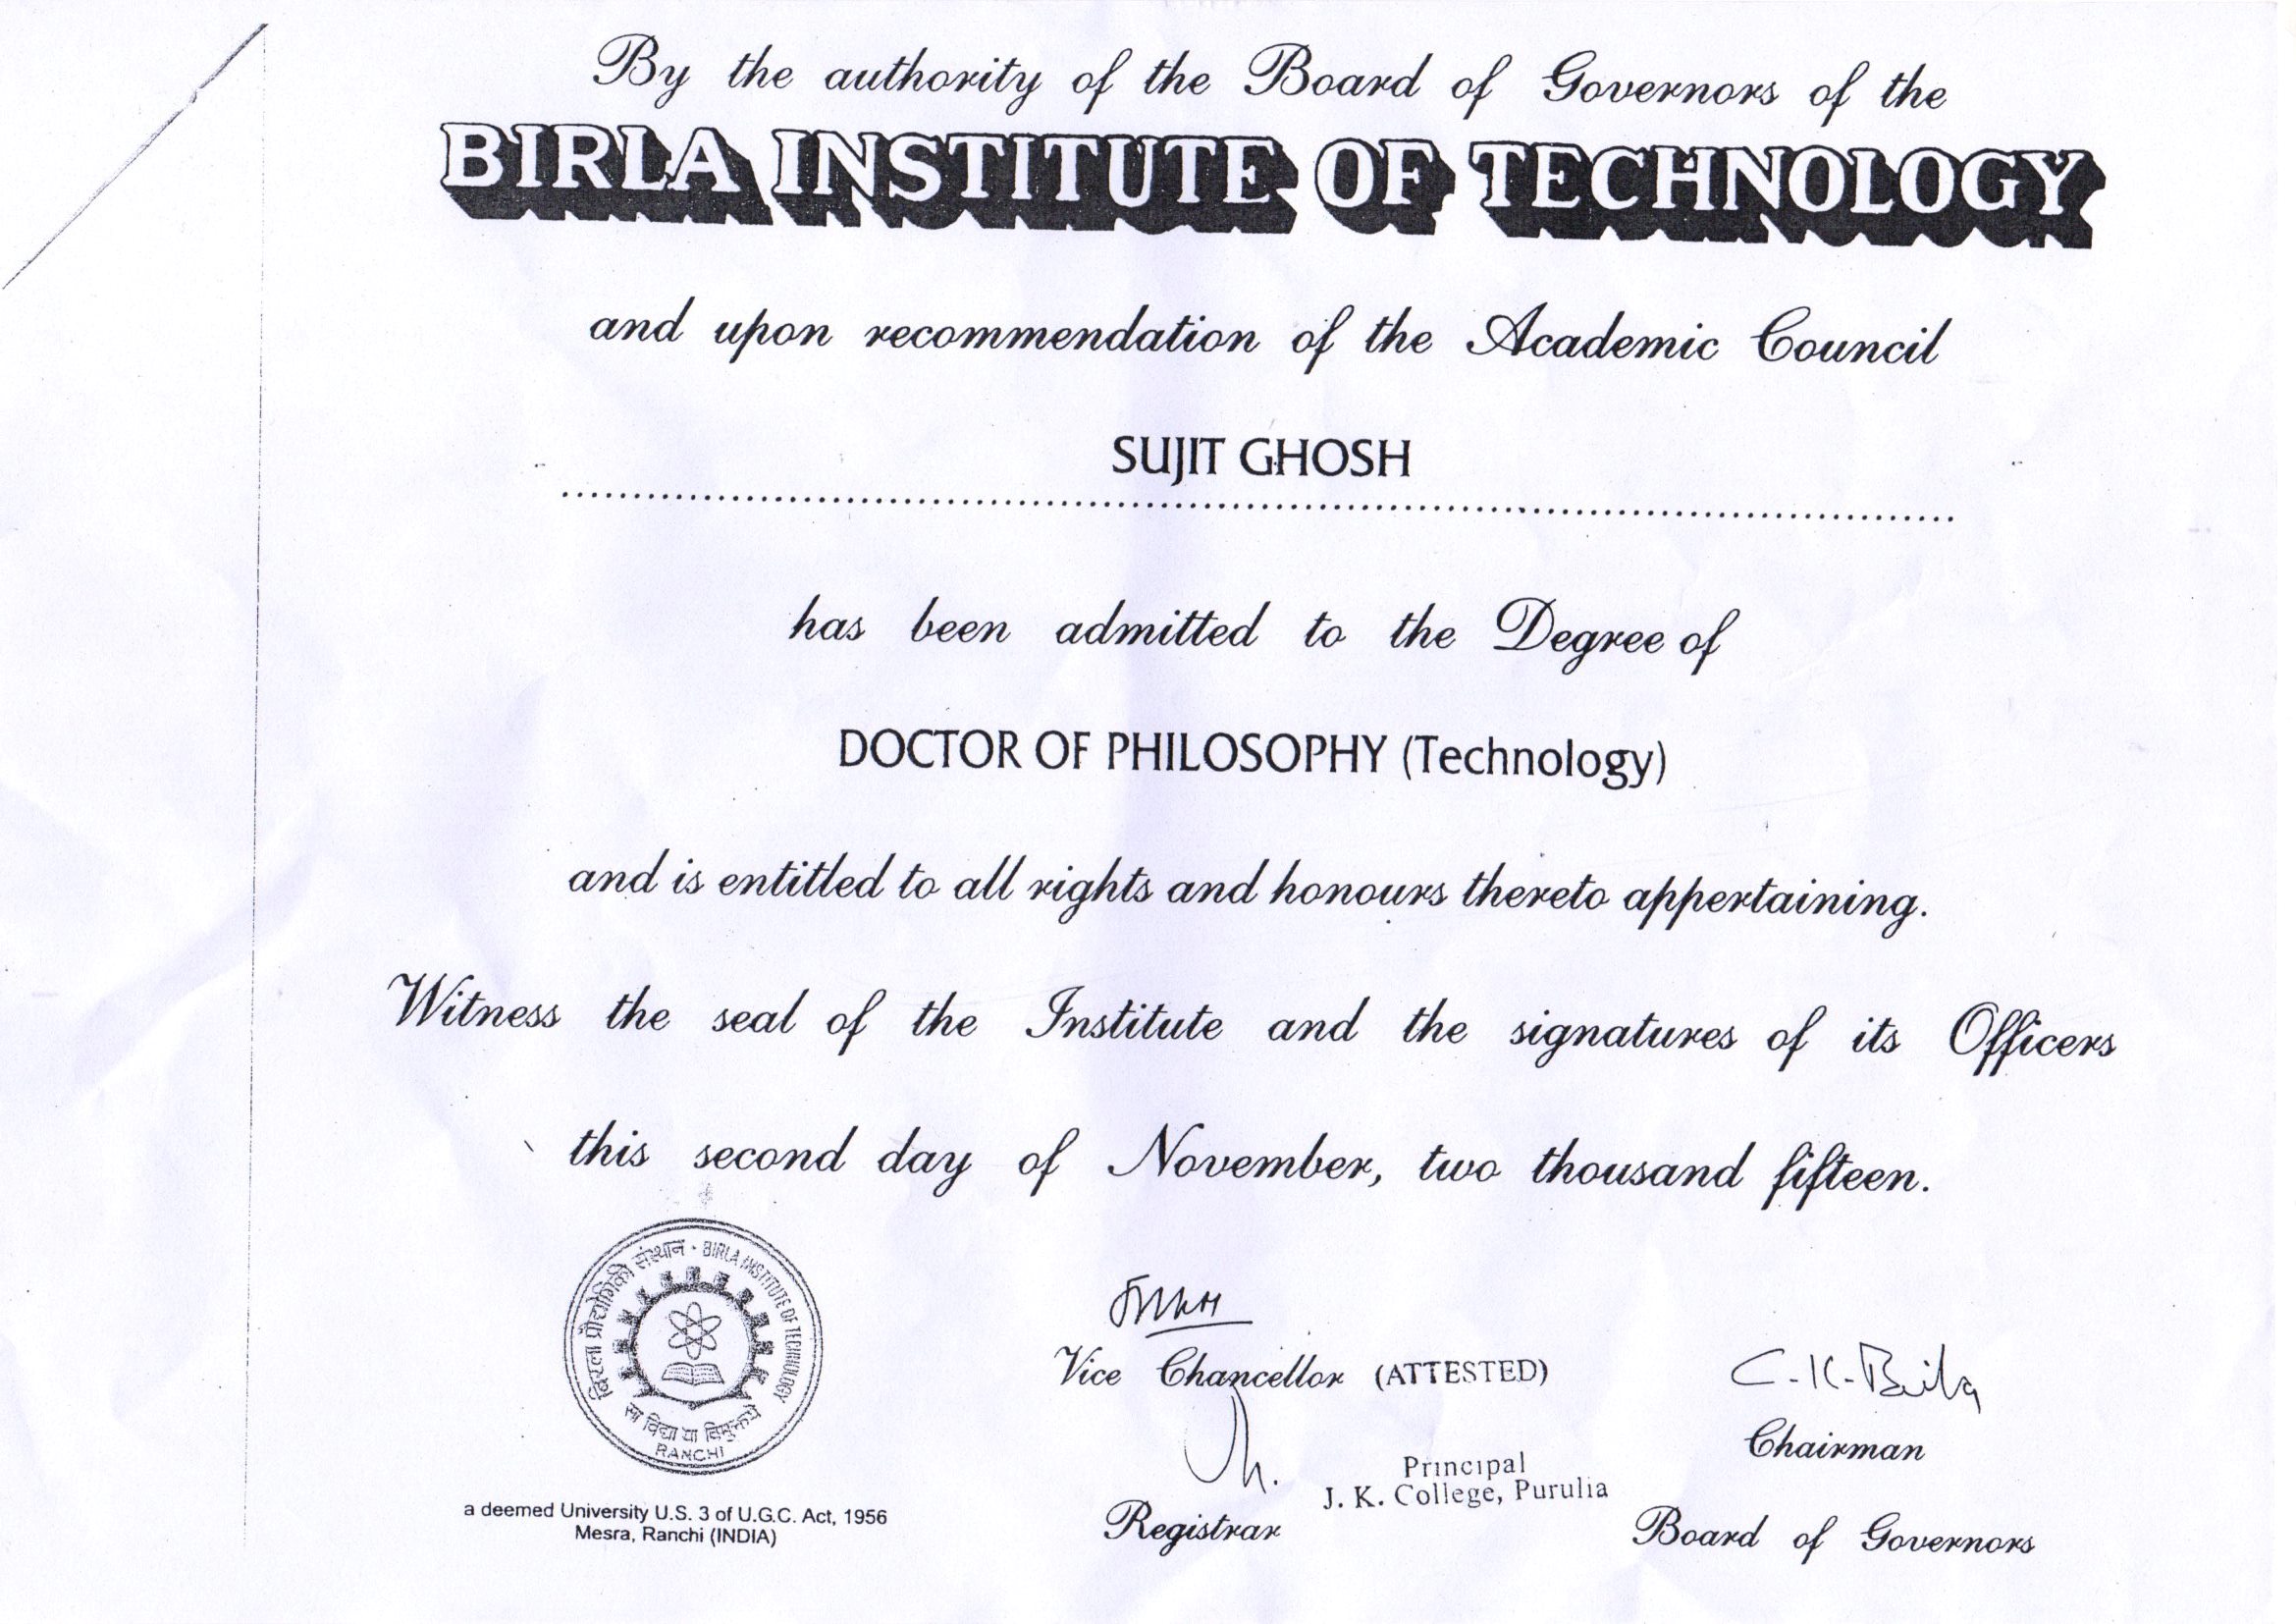 By the authority of the Board of Governors of the
BIRLA INSTITUTE OF TECHNOLOGY
and upon recommendation of the Academic Council
SUJIT GHOSH
has been admitted to the Degree of
DOCTOR OF PHILOSOPHY (Technology)
and is entitled to all rights and honours thereto appertaining.
Witness the seal of the Institute and the signatures of its Officers
this second day of November, two thousand fifteen.
बिरला प्रौद्योगिकी संस्थान · BIRLA INSTITUTE OF TECHNOLOGY
सा विद्या या विमुक्तये
RANCHI
a deemed University U.S. 3 of U.G.C. Act, 1956
Mesra, Ranchi (INDIA)
Vice Chancellor (ATTESTED)
Registrar
Principal
J. K. College, Purulia
C. K. Birla
Chairman
Board of Governors